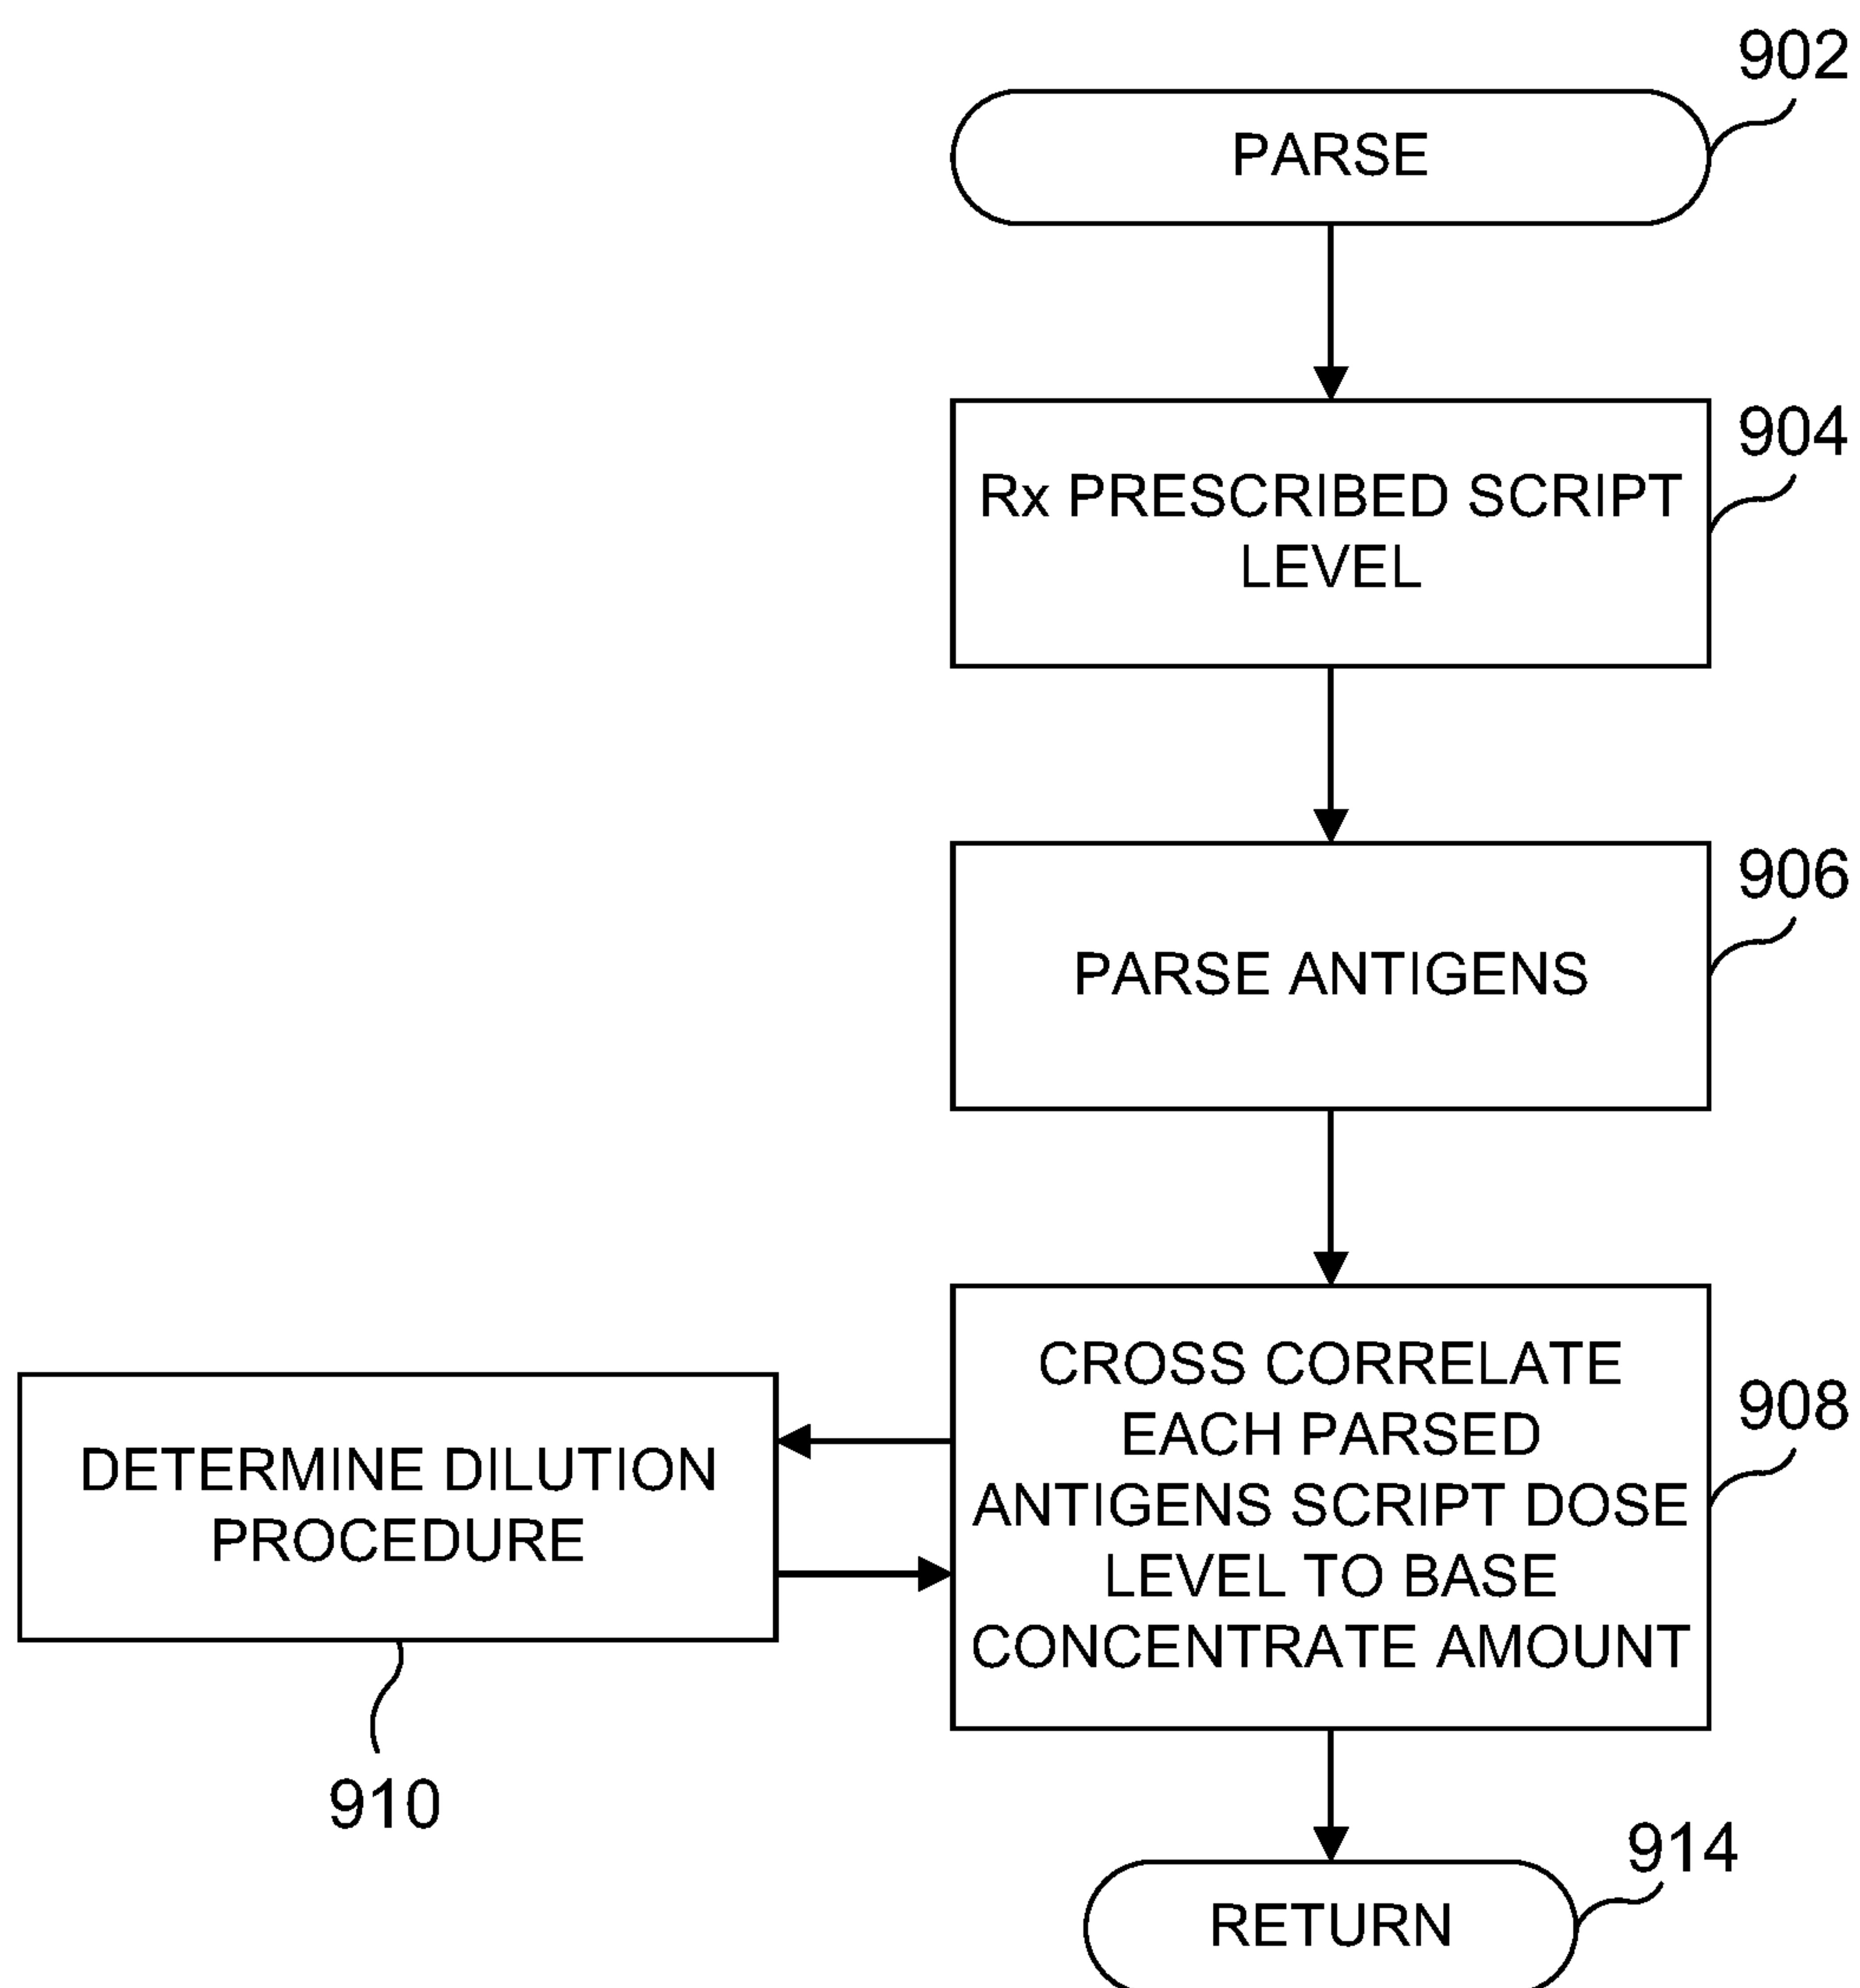 902
PARSE
904
Rx PRESCRIBED SCRIPT
LEVEL
906
PARSE ANTIGENS
908
CROSS CORRELATE
EACH PARSED
ANTIGENS SCRIPT DOSE
LEVEL TO BASE
CONCENTRATE AMOUNT
DETERMINE DILUTION
PROCEDURE
910
914
RETURN